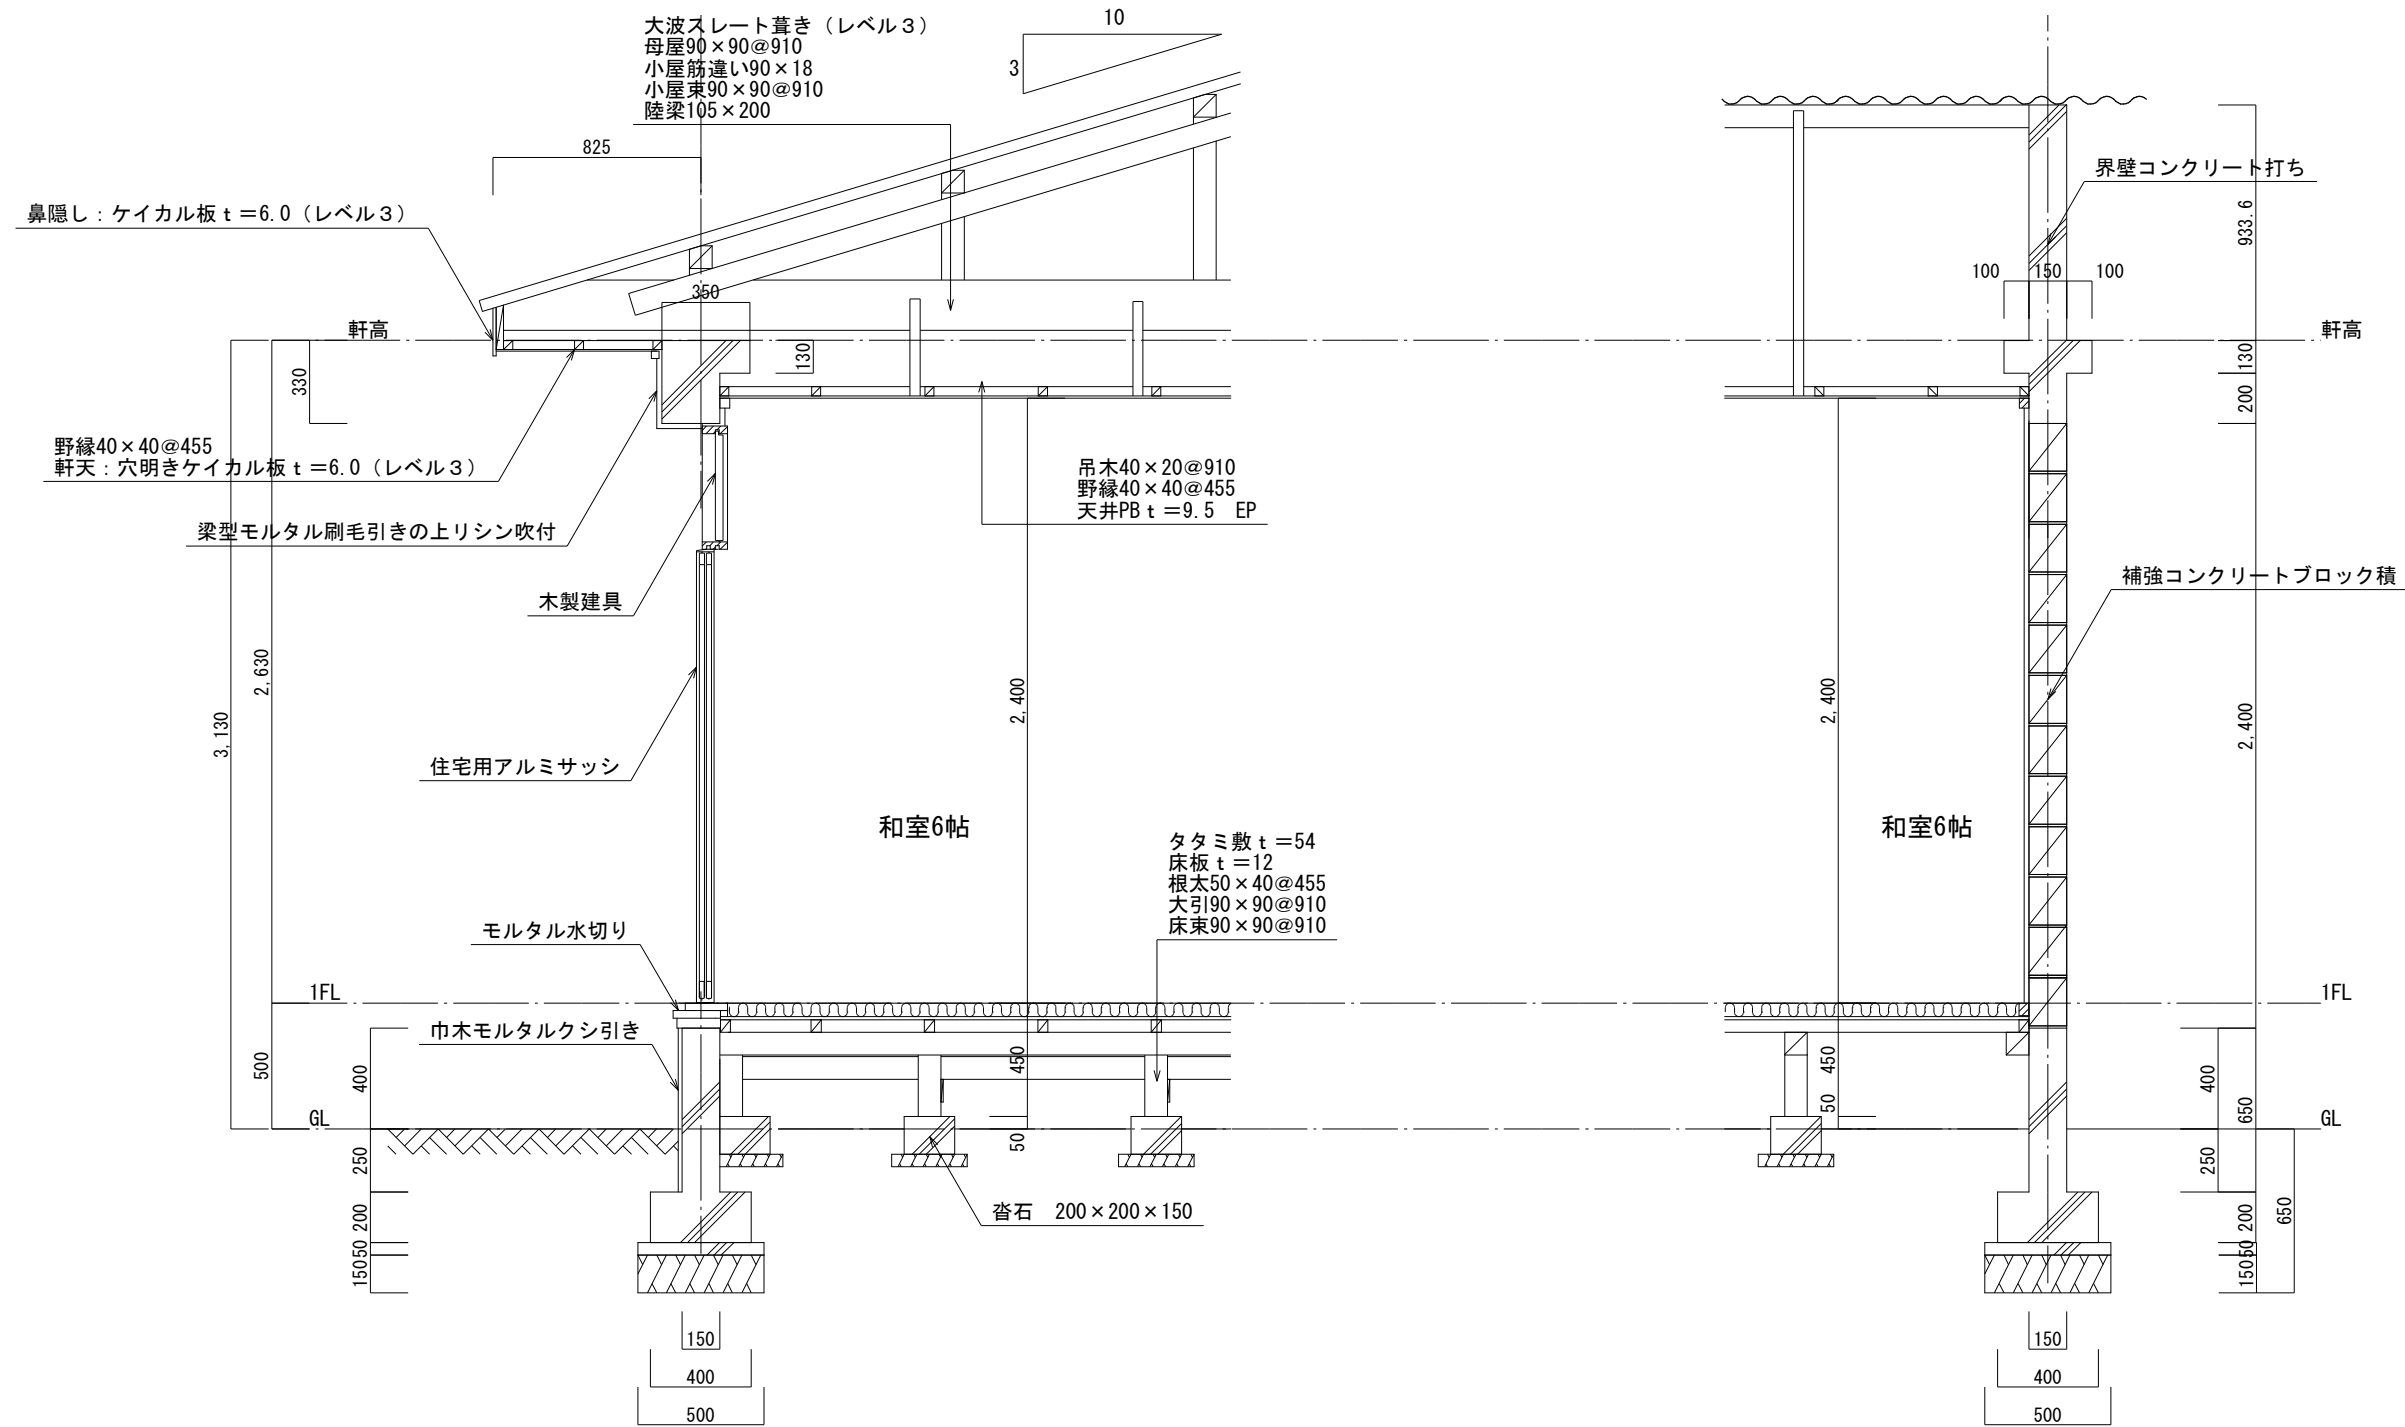 大波スレート葺き（レベル３）
母屋90×90@910
小屋筋違い90×18
小屋束90×90@910
陸梁105×200
10
3
825
鼻隠し：ケイカル板ｔ＝6.0（レベル３）
界壁コンクリート打ち
933.6
100
150
100
350
軒高
軒高
130
330
130
200
野縁40×40@455
軒天：穴明きケイカル板ｔ＝6.0（レベル３）
吊木40×20@910
野縁40×40@455
天井PBｔ＝9.5　EP
梁型モルタル刷毛引きの上リシン吹付
木製建具
補強コンクリートブロック積
2,630
3,130
2,400
2,400
2,400
住宅用アルミサッシ
和室6帖
和室6帖
タタミ敷ｔ＝54
床板ｔ＝12
根太50×40@455
大引90×90@910
床束90×90@910
モルタル水切り
1FL
1FL
巾木モルタルクシ引き
500
400
450
450
400
650
50
50
GL
GL
250
250
沓石　200×200×150
200
200
650
50
150
50
150
150
150
400
400
500
500